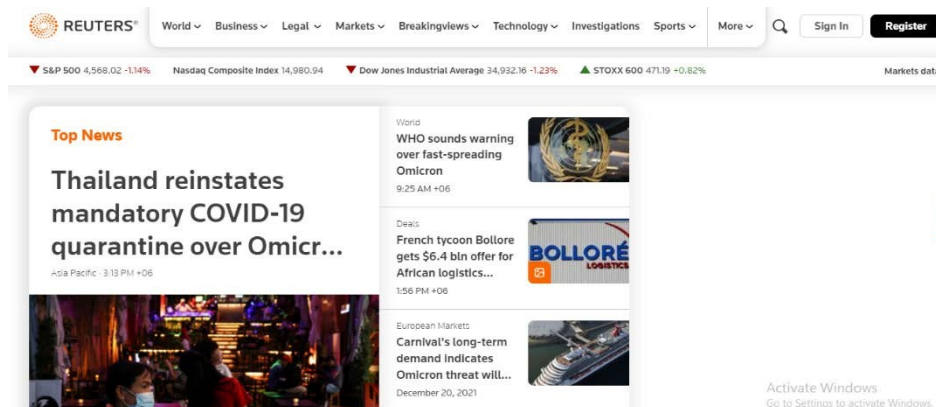 REUTERS®
World Business Legal Markets Breakingviews Technology Investigations Sports More Sign In Register
S&P 500 4,568.02 -1.14% Nasdaq Composite Index 14,980.94 Dow Jones Industrial Average 34,932.16 -1.23% STOXX 600 471.19 +0.82% Markets data
Top News
Thailand reinstates
mandatory COVID-19
quarantine over Omicr...
Asia Pacific · 3:13 PM +06
World
WHO sounds warning
over fast-spreading
Omicron
9:25 AM +06
Deals
French tycoon Bollore
gets $6.4 bln offer for
African logistics...
1:56 PM +06
BOLLORÉ
LOGISTICS
European Markets
Carnival's long-term
demand indicates
Omicron threat will...
December 20, 2021
Activate Windows
Go to Settings to activate Windows.